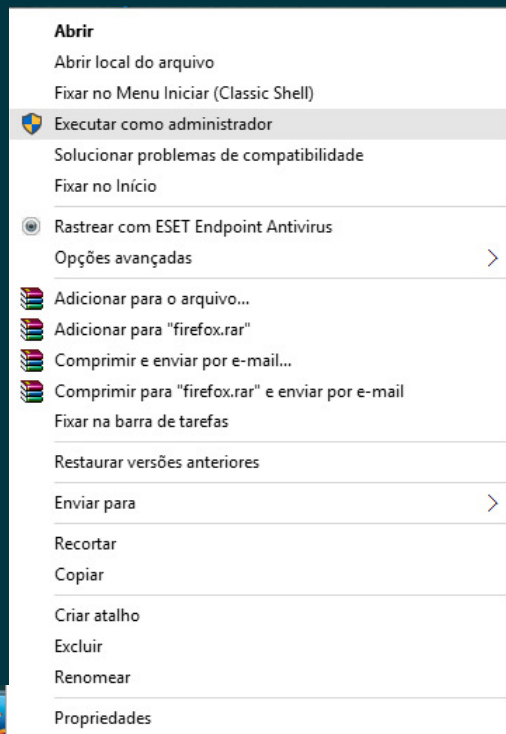 Abrir
Abrir local do arquivo
Fixar no Menu Iniciar (Classic Shell)
Executar como administrador
Solucionar problemas de compatibilidade
Fixar no Início
Rastrear com ESET Endpoint Antivirus
Opções avançadas
Adicionar para o arquivo...
Adicionar para "firefox.rar"
Comprimir e enviar por e-mail...
Comprimir para "firefox.rar" e enviar por e-mail
Fixar na barra de tarefas
Restaurar versões anteriores
Enviar para
Recortar
Copiar
Criar atalho
Excluir
Renomear
Propriedades